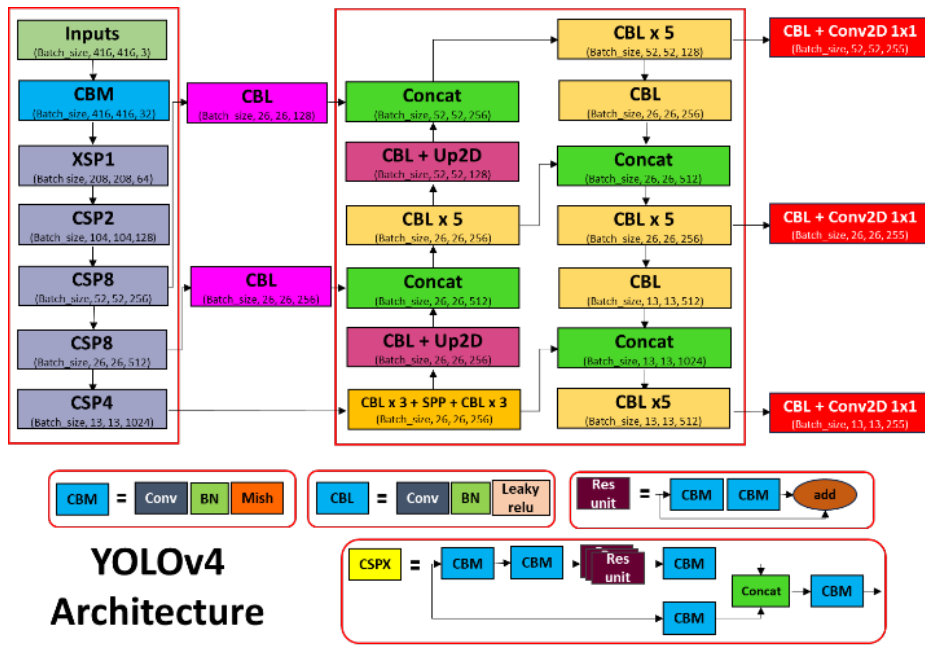 Inputs
(Batch_size, 416, 416, 3)
CBM
(Batch_size, 416, 416, 32)
XSP1
(Batch size, 208, 208, 64)
CSP2
(Batch_size, 104, 104,128)
CSP8
(Batch_size, 52, 52, 256)
CSP8
(Batch_size, 26, 26, 512)
CSP4
(Batch_size, 13, 13, 1024)
CBL
(Batch_size, 26, 26, 128)
CBL
(Batch_size, 26, 26, 256)
Concat
(Batch_size, 52, 52, 256)
CBL + Up2D
(Batch_size, 52, 52, 128)
CBL x 5
(Batch_size, 26, 26, 256)
Concat
(Batch_size, 26, 26, 512)
CBL + Up2D
(Batch_size, 26, 26, 256)
CBL x 3 + SPP + CBL x 3
(Batch_size, 26, 26, 256)
CBL x 5
(Batch_size, 52, 52, 128)
CBL
(Batch_size, 26, 26, 256)
Concat
(Batch_size, 26, 26, 512)
CBL x 5
(Batch_size, 26, 26, 256)
CBL
(Batch_size, 13, 13, 512)
Concat
(Batch_size, 13, 13, 1024)
CBL x5
(Batch_size, 13, 13, 512)
CBL + Conv2D 1x1
(Batch_size, 52, 52, 255)
CBL + Conv2D 1x1
(Batch_size, 26, 26, 255)
CBL + Conv2D 1x1
(Batch_size, 13, 13, 255)
CBM = Conv BN Mish
CBL = Conv BN Leaky relu
Res unit = CBM CBM add
YOLOv4
Architecture
CSPX = CBM CBM Res unit CBM
CBM
Concat CBM